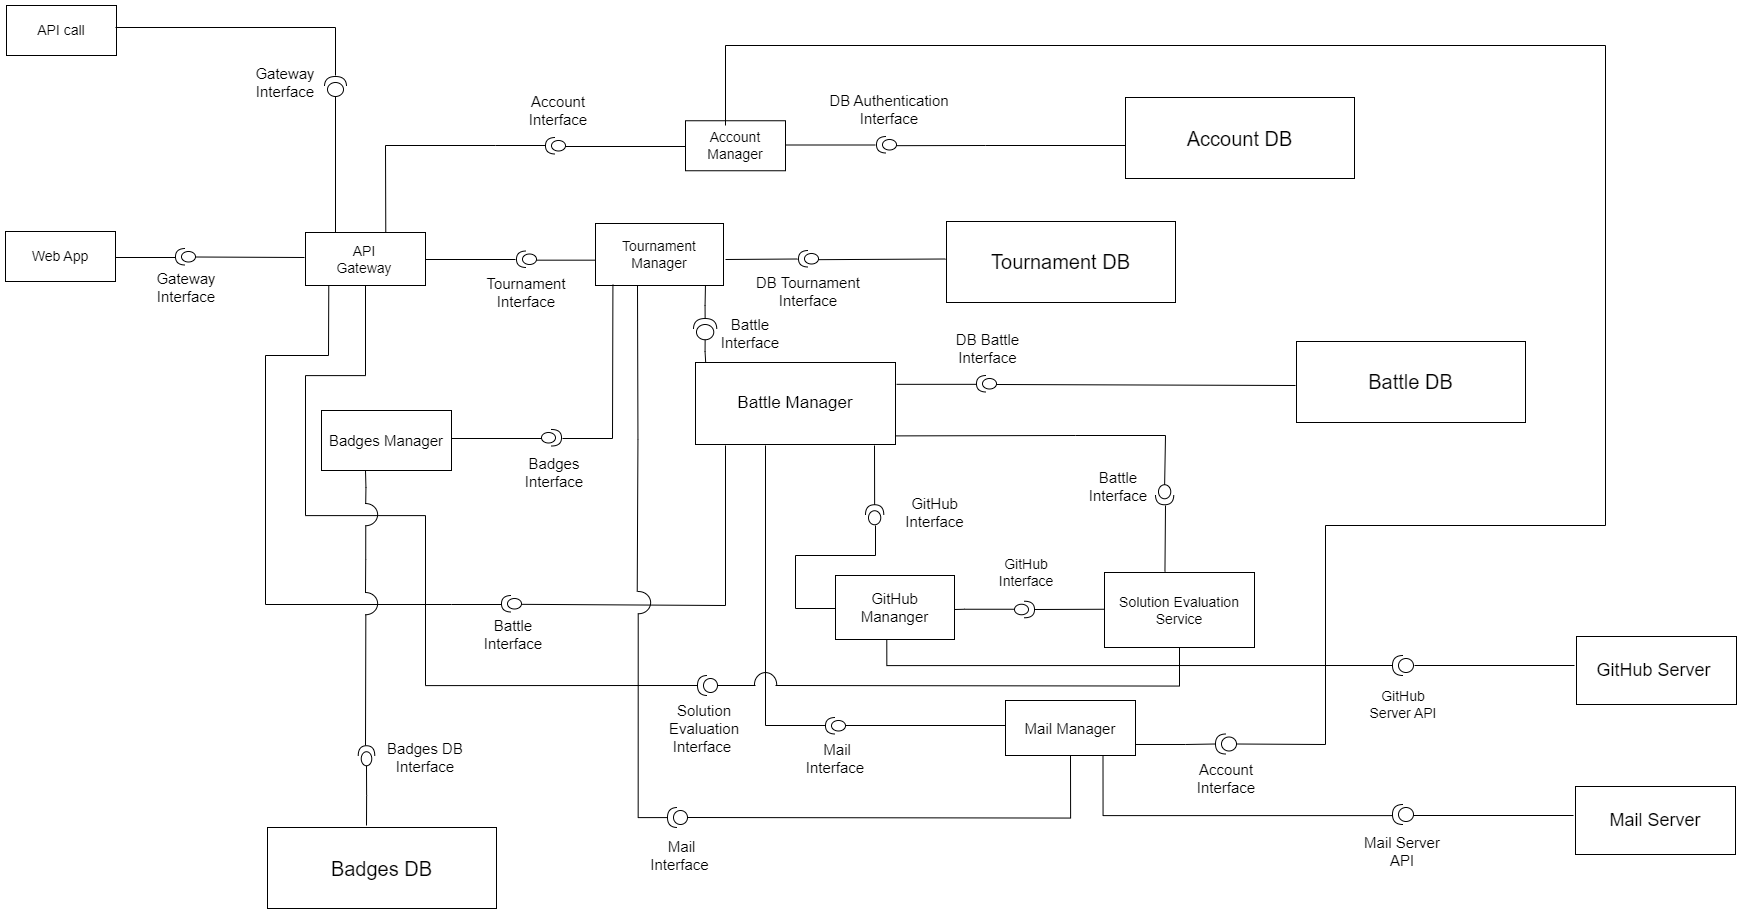 API call
Gateway
Interface
Account
Interface
DB Authentication
Interface
Account
Manager
Account DB
Web App
Gateway
Interface
API
Gateway
Tournament
Interface
Tournament
Manager
DB Tournament
Interface
Tournament DB
Battle
Interface
DB Battle
Interface
Battle Manager
Battle DB
Badges Manager
Badges
Interface
GitHub
Interface
Battle
Interface
GitHub
Interface
GitHub
Mananger
Solution Evaluation
Service
Battle
Interface
GitHub Server
GitHub
Server API
Solution
Evaluation
Interface
Mail Manager
Mail
Interface
Badges DB
Interface
Account
Interface
Mail Server
Mail Server
API
Mail
Interface
Badges DB